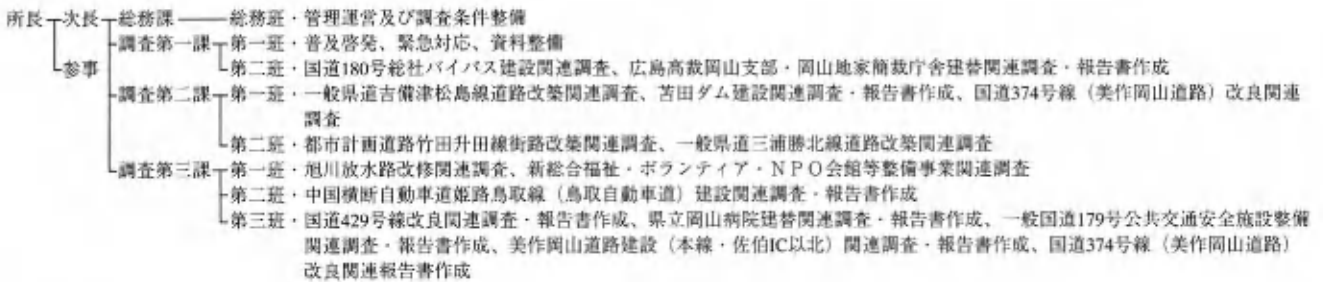 所長 次長 総務課 総務班・管理運営及び調査条件整備
調査第一課 第一班・普及啓発、緊急対応、資料整備
参事 第二班・国道180号総社バイパス建設関連調査、広島高裁岡山支部・岡山地家簡裁庁舎建替関連調査・報告書作成
調査第二課 第一班・一般県道吉備津松島線道路改築関連調査、苫田ダム建設関連調査・報告書作成、国道374号線（美作岡山道路）改良関連
調査
第二班・都市計画道路竹田升田線街路改築関連調査、一般県道三浦勝北線道路改築関連調査
調査第三課 第一班・旭川放水路改修関連調査、新総合福祉・ボランティア・NPO会館等整備事業関連調査
第二班・中国横断自動車道姫路鳥取線（鳥取自動車道）建設関連調査・報告書作成
第三班・国道429号線改良関連調査・報告書作成、県立岡山病院建替関連調査・報告書作成、一般国道179号公共交通安全施設整備
関連調査・報告書作成、美作岡山道路建設（本線・佐伯IC以北）関連調査・報告書作成、国道374号線（美作岡山道路）
改良関連報告書作成